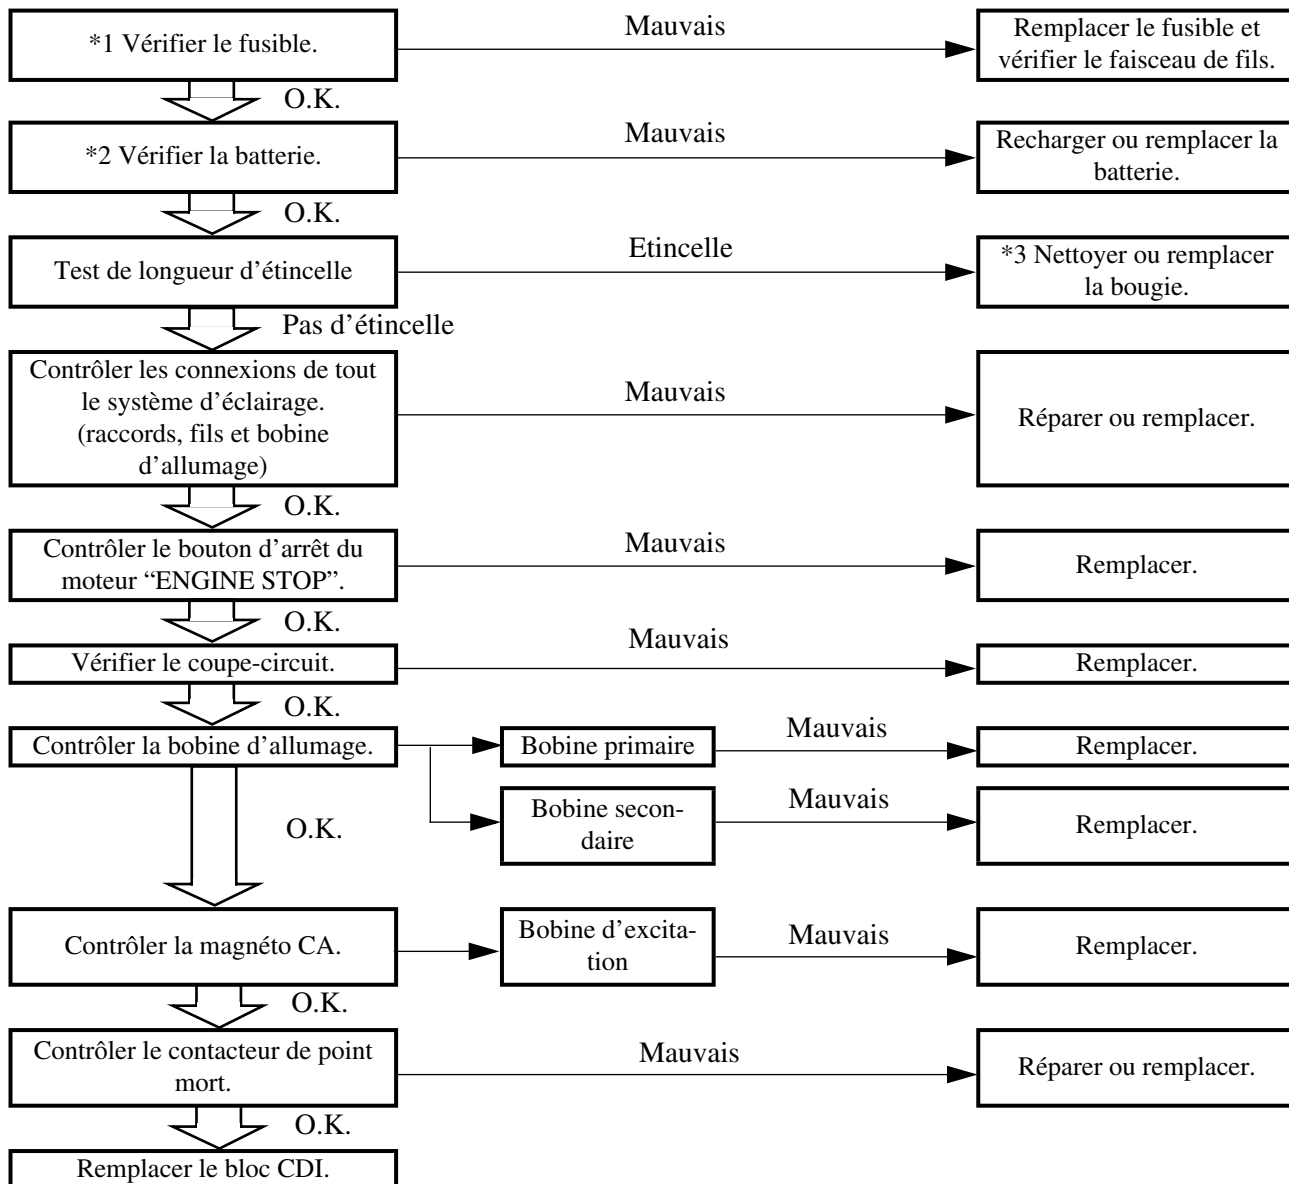 *1 Vérifier le fusible.
Mauvais
Remplacer le fusible et
vérifier le faisceau de fils.
O.K.
*2 Vérifier la batterie.
Mauvais
Recharger ou remplacer la
batterie.
O.K.
Test de longueur d’étincelle
Etincelle
*3 Nettoyer ou remplacer
la bougie.
Pas d’étincelle
Contrôler les connexions de tout
le système d’éclairage.
(raccords, fils et bobine
d’allumage)
Mauvais
Réparer ou remplacer.
O.K.
Contrôler le bouton d’arrêt du
moteur “ENGINE STOP”.
Mauvais
Remplacer.
O.K.
Vérifier le coupe-circuit.
Mauvais
Remplacer.
O.K.
Contrôler la bobine d’allumage.
Bobine primaire
Mauvais
Remplacer.
Bobine secon-
daire
Mauvais
Remplacer.
O.K.
Contrôler la magnéto CA.
Bobine d’excita-
tion
Mauvais
Remplacer.
O.K.
Contrôler le contacteur de point
mort.
Mauvais
Réparer ou remplacer.
O.K.
Remplacer le bloc CDI.